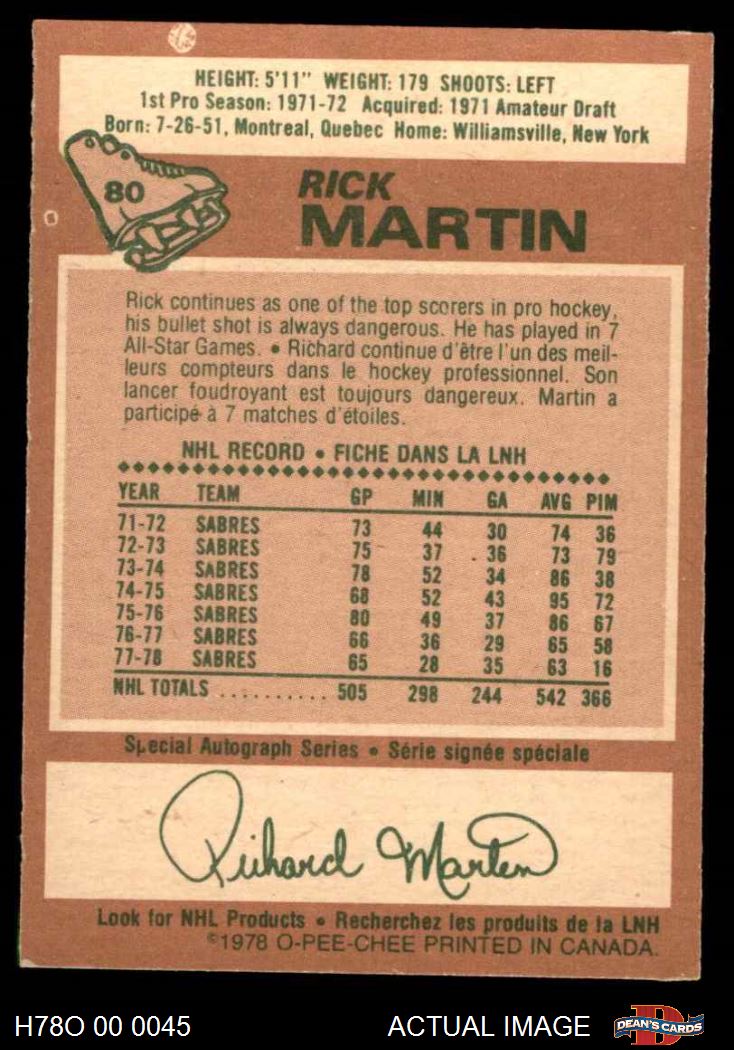 HEIGHT: 5'11" WEIGHT: 179 SHOOTS: LEFT
1st Pro Season: 1971-72 Acquired: 1971 Amateur Draft
Born: 7-26-51, Montreal, Quebec Home: Williamsville, New York
80
RICK
MARTIN
Rick continues as one of the top scorers in pro hockey,
his bullet shot is always dangerous. He has played in 7
All-Star Games. • Richard continue d'être l'un des meil-
leurs compteurs dans le hockey professionnel. Son
lancer foudroyant est toujours dangereux. Martin a
participé à 7 matches d'étoiles.
NHL RECORD • FICHE DANS LA LNH
YEAR TEAM GP MIN GA AVG PIM
71-72 SABRES 73 44 30 74 36
72-73 SABRES 75 37 36 73 79
73-74 SABRES 78 52 34 86 38
74-75 SABRES 68 52 43 95 72
75-76 SABRES 80 49 37 86 67
76-77 SABRES 66 36 29 65 58
77-78 SABRES 65 28 35 63 16
NHL TOTALS .......... 505 298 244 542 366
Special Autograph Series • Série signée spéciale
Richard Martin
Look for NHL Products • Recherchez les produits de la LNH
©1978 O-PEE-CHEE PRINTED IN CANADA.
H78O 00 0045 ACTUAL IMAGE D DEAN'S CARDS